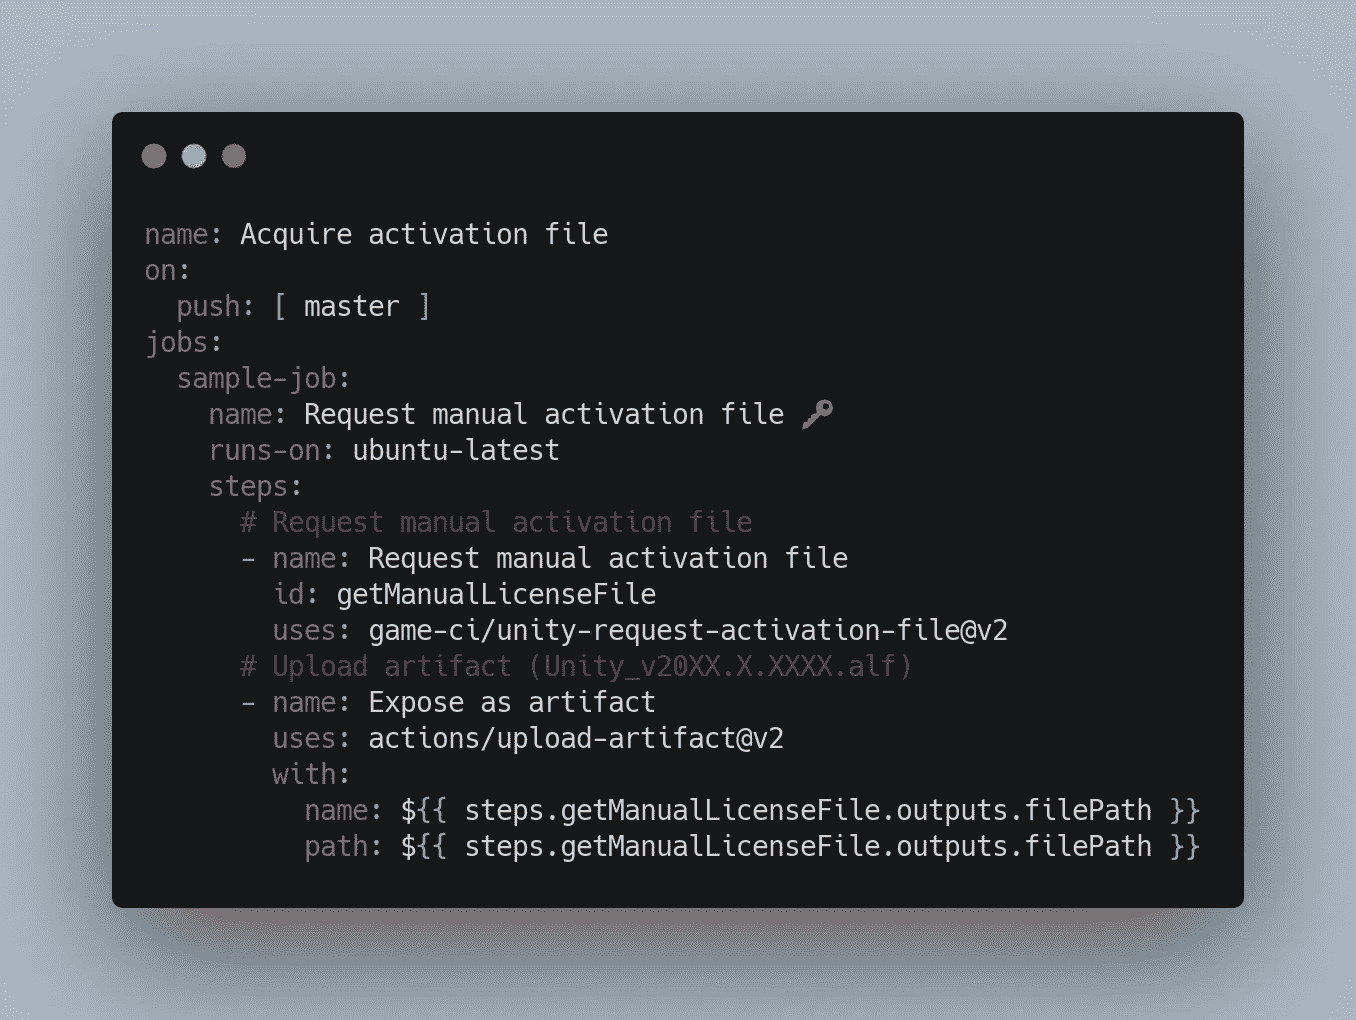 name: Acquire activation file
on:
  push: [ master ]
jobs:
  sample-job:
    name: Request manual activation file 🔑
    runs-on: ubuntu-latest
    steps:
      # Request manual activation file
      - name: Request manual activation file
        id: getManualLicenseFile
        uses: game-ci/unity-request-activation-file@v2
      # Upload artifact (Unity_v20XX.X.XXXX.alf)
      - name: Expose as artifact
        uses: actions/upload-artifact@v2
        with:
          name: ${{ steps.getManualLicenseFile.outputs.filePath }}
          path: ${{ steps.getManualLicenseFile.outputs.filePath }}